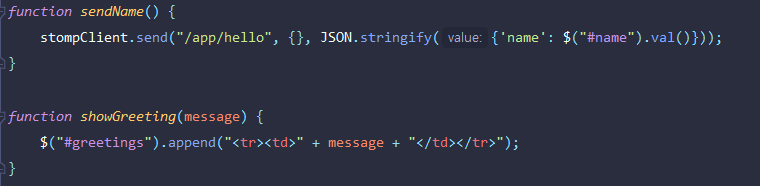 function sendName() {
    stompClient.send("/app/hello", {}, JSON.stringify( value: {'name': $("#name").val()}));
}
function showGreeting(message) {
    $("#greetings").append("<tr><td>" + message + "</td></tr>");
}